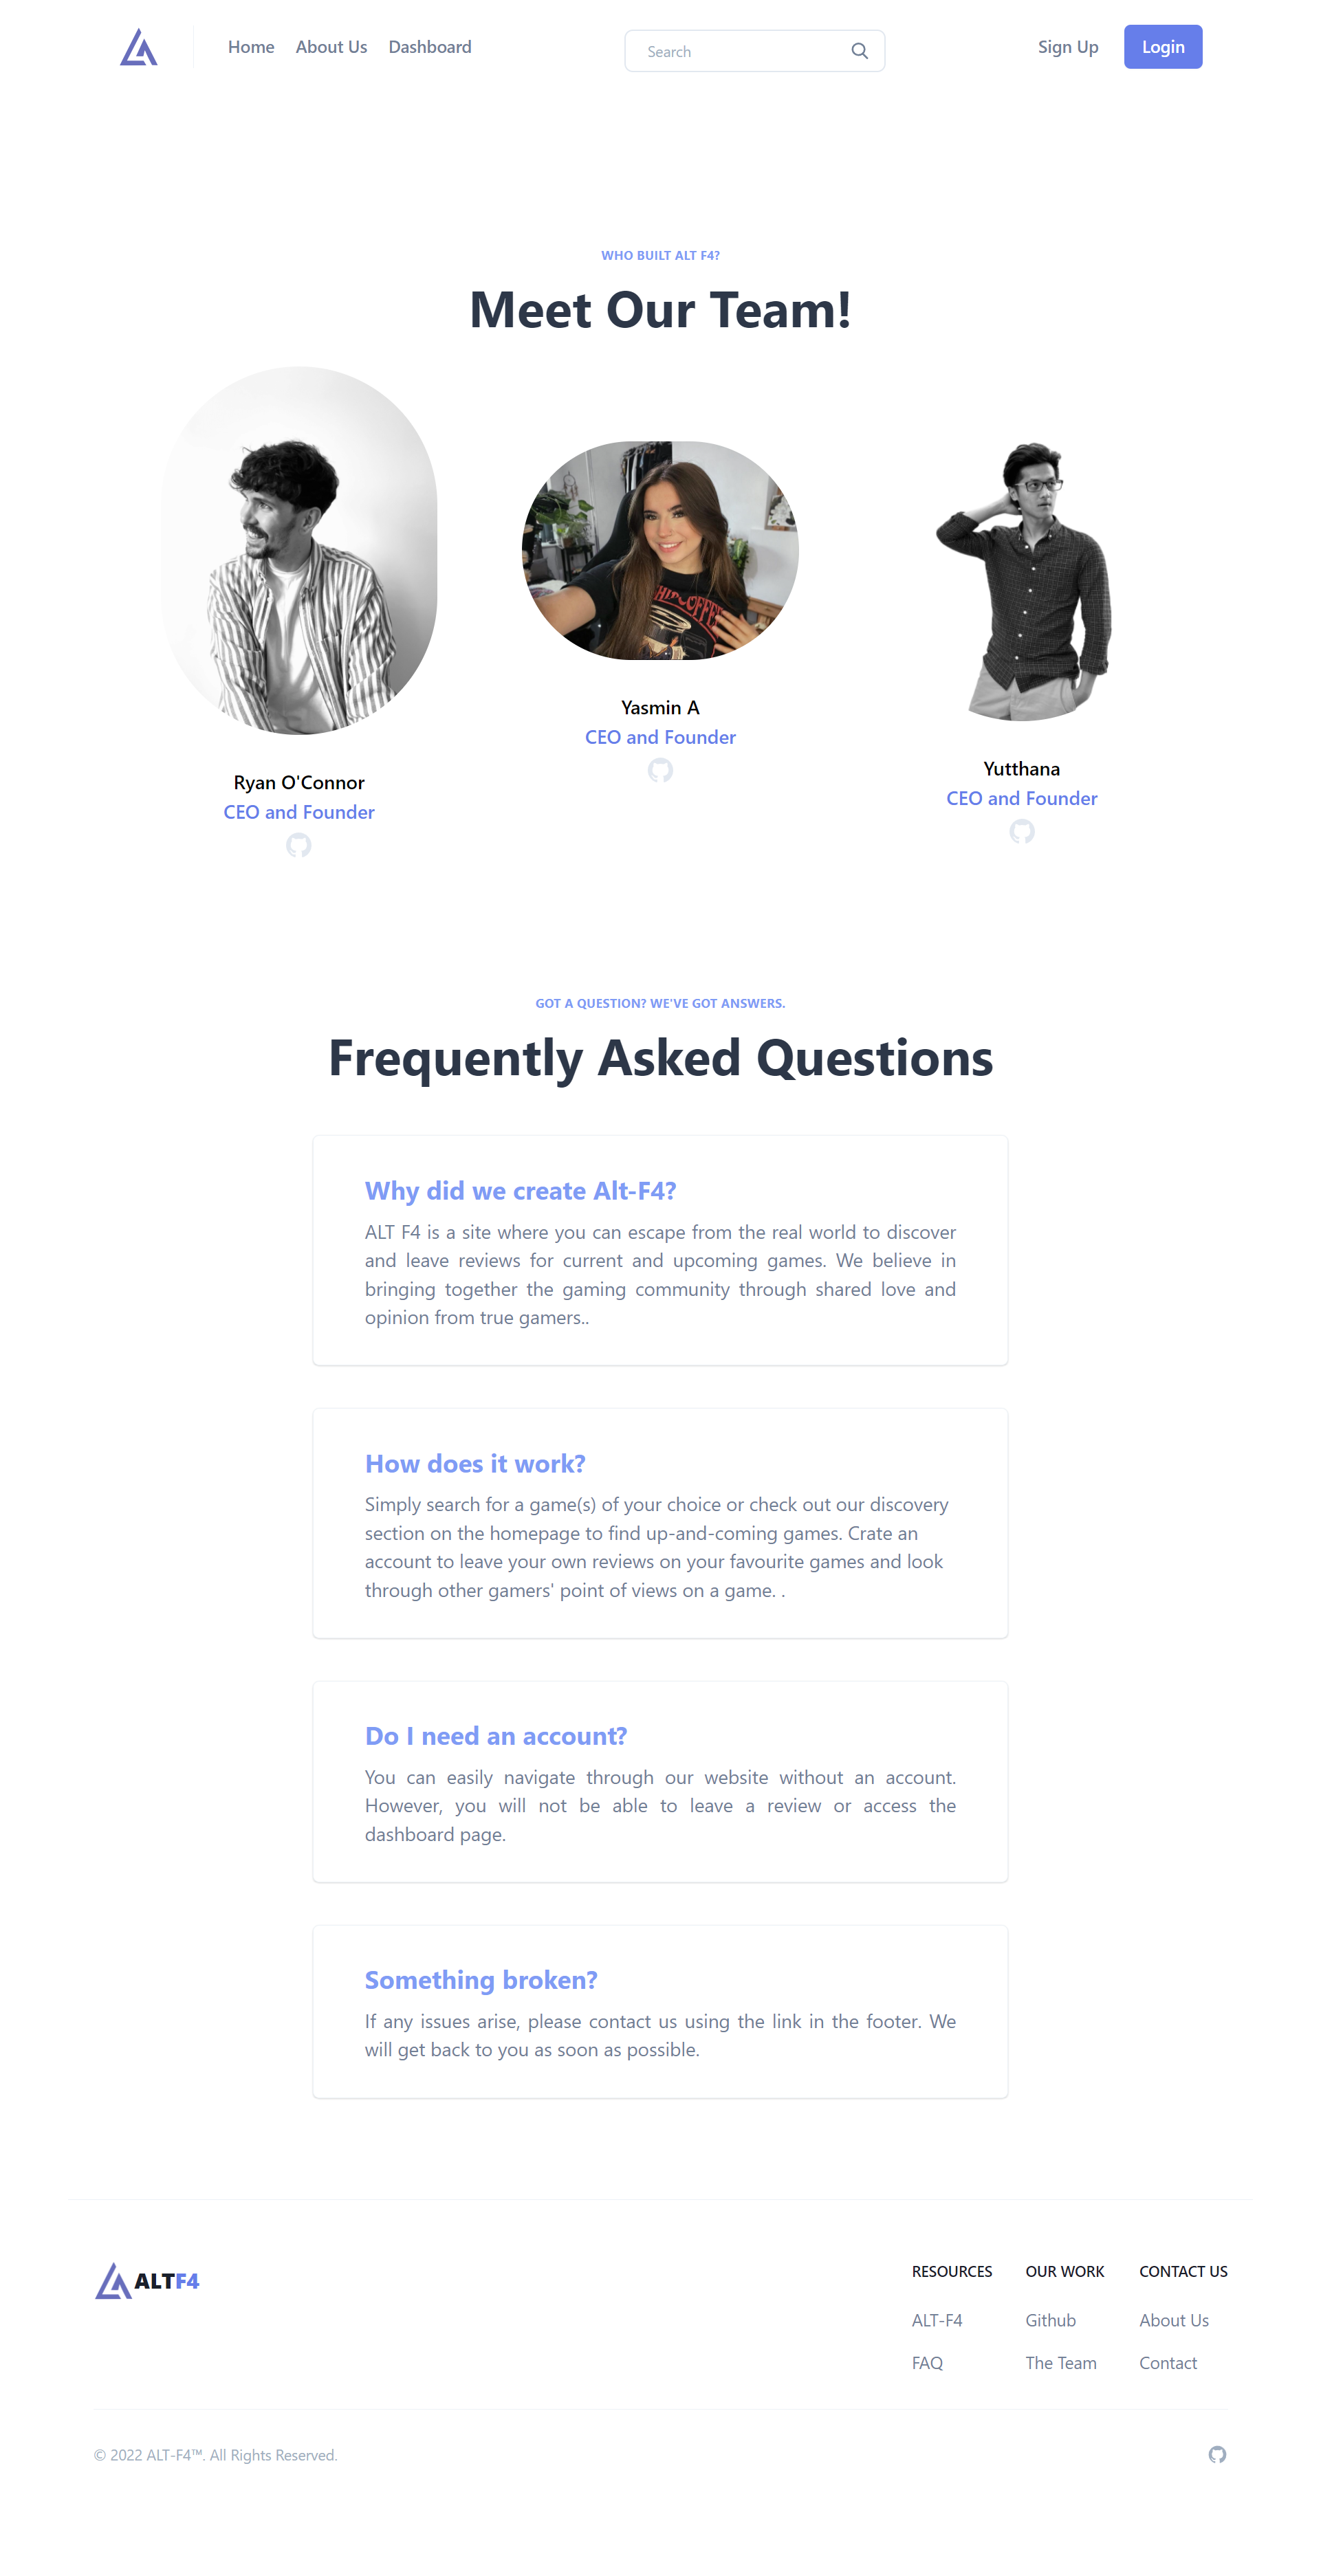 Home About Us Dashboard Search Sign Up Login
WHO BUILT ALT F4?
Meet Our Team!
Ryan O'Connor
CEO and Founder
Yasmin A
CEO and Founder
Yutthana
CEO and Founder
GOT A QUESTION? WE'VE GOT ANSWERS.
Frequently Asked Questions
Why did we create Alt-F4?
ALT F4 is a site where you can escape from the real world to discover
and leave reviews for current and upcoming games. We believe in
bringing together the gaming community through shared love and
opinion from true gamers..
How does it work?
Simply search for a game(s) of your choice or check out our discovery
section on the homepage to find up-and-coming games. Crate an
account to leave your own reviews on your favourite games and look
through other gamers' point of views on a game. .
Do I need an account?
You can easily navigate through our website without an account.
However, you will not be able to leave a review or access the
dashboard page.
Something broken?
If any issues arise, please contact us using the link in the footer. We
will get back to you as soon as possible.
ALTF4
RESOURCES
ALT-F4
FAQ
OUR WORK
Github
The Team
CONTACT US
About Us
Contact
© 2022 ALT-F4™. All Rights Reserved.